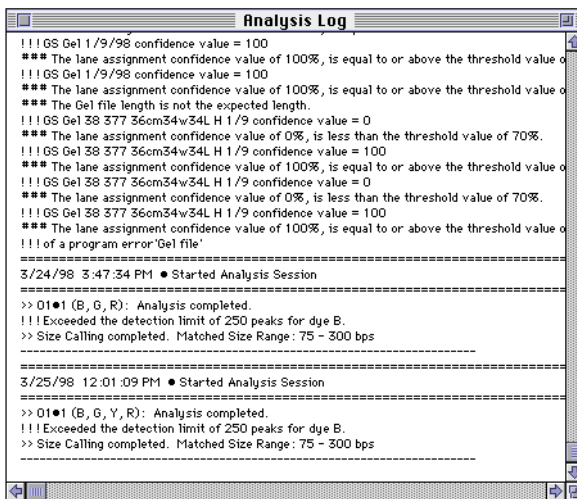 Analysis Log
!!!GS Gel 1/9/98 confidence value = 100
### The lane assignment confidence value of 100%, is equal to or above the threshold value o
!!!GS Gel 1/9/98 confidence value = 100
### The lane assignment confidence value of 100%, is equal to or above the threshold value o
### The Gel file length is not the expected length.
!!!GS Gel 38 377 36cm34w34L H 1/9 confidence value = 0
### The lane assignment confidence value of 0%, is less than the threshold value of 70%.
!!!GS Gel 38 377 36cm34w34L H 1/9 confidence value = 100
### The lane assignment confidence value of 100%, is equal to or above the threshold value o
!!!GS Gel 38 377 36cm34w34L H 1/9 confidence value = 0
### The lane assignment confidence value of 0%, is less than the threshold value of 70%.
!!!GS Gel 38 377 36cm34w34L H 1/9 confidence value = 100
### The lane assignment confidence value of 100%, is equal to or above the threshold value o
!!! of a program error'Gel file'
3/24/98 3:47:34 PM ● Started Analysis Session
>> 01●1 (B, G, R): Analysis completed.
!!!Exceeded the detection limit of 250 peaks for dye B.
>> Size Calling completed. Matched Size Range: 75 - 300 bps
3/25/98 12:01:09 PM ● Started Analysis Session
>> 01●1 (B, G, Y, R): Analysis completed.
!!!Exceeded the detection limit of 250 peaks for dye B.
>> Size Calling completed. Matched Size Range: 75 - 300 bps